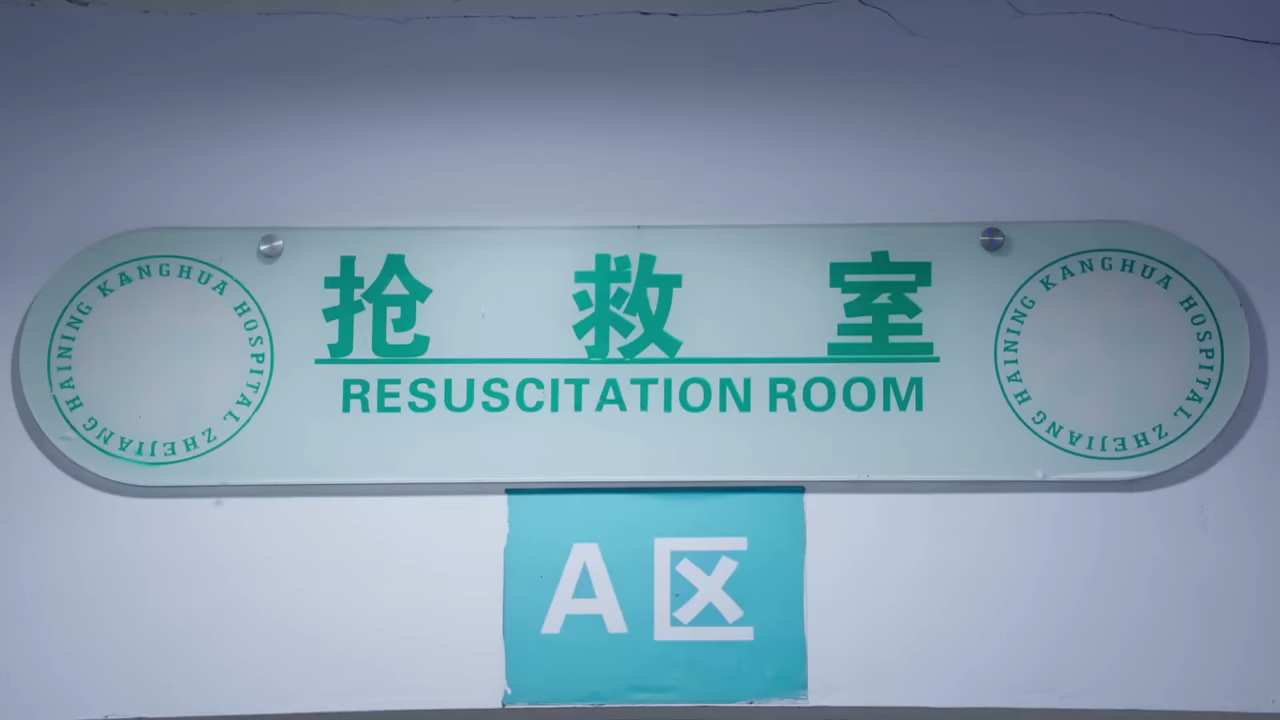 抢救室
RESUSCITATION ROOM
HAINING KANGHUA HOSPITAL ZHEJIANG
HAINING KANGHUA HOSPITAL ZHEJIANG
A区